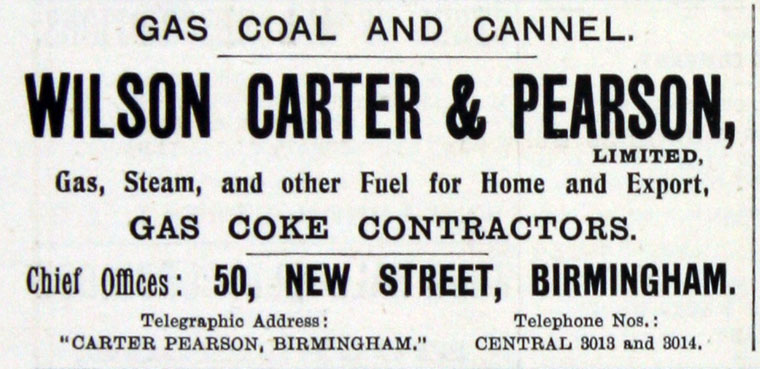 GAS COAL AND CANNEL.
WILSON CARTER & PEARSON,
LIMITED,
Gas, Steam, and other Fuel for Home and Export,
GAS COKE CONTRACTORS.
Chief Offices: 50, NEW STREET, BIRMINGHAM.
Telegraphic Address: Telephone Nos.:
"CARTER PEARSON, BIRMINGHAM." CENTRAL 3013 and 3014.